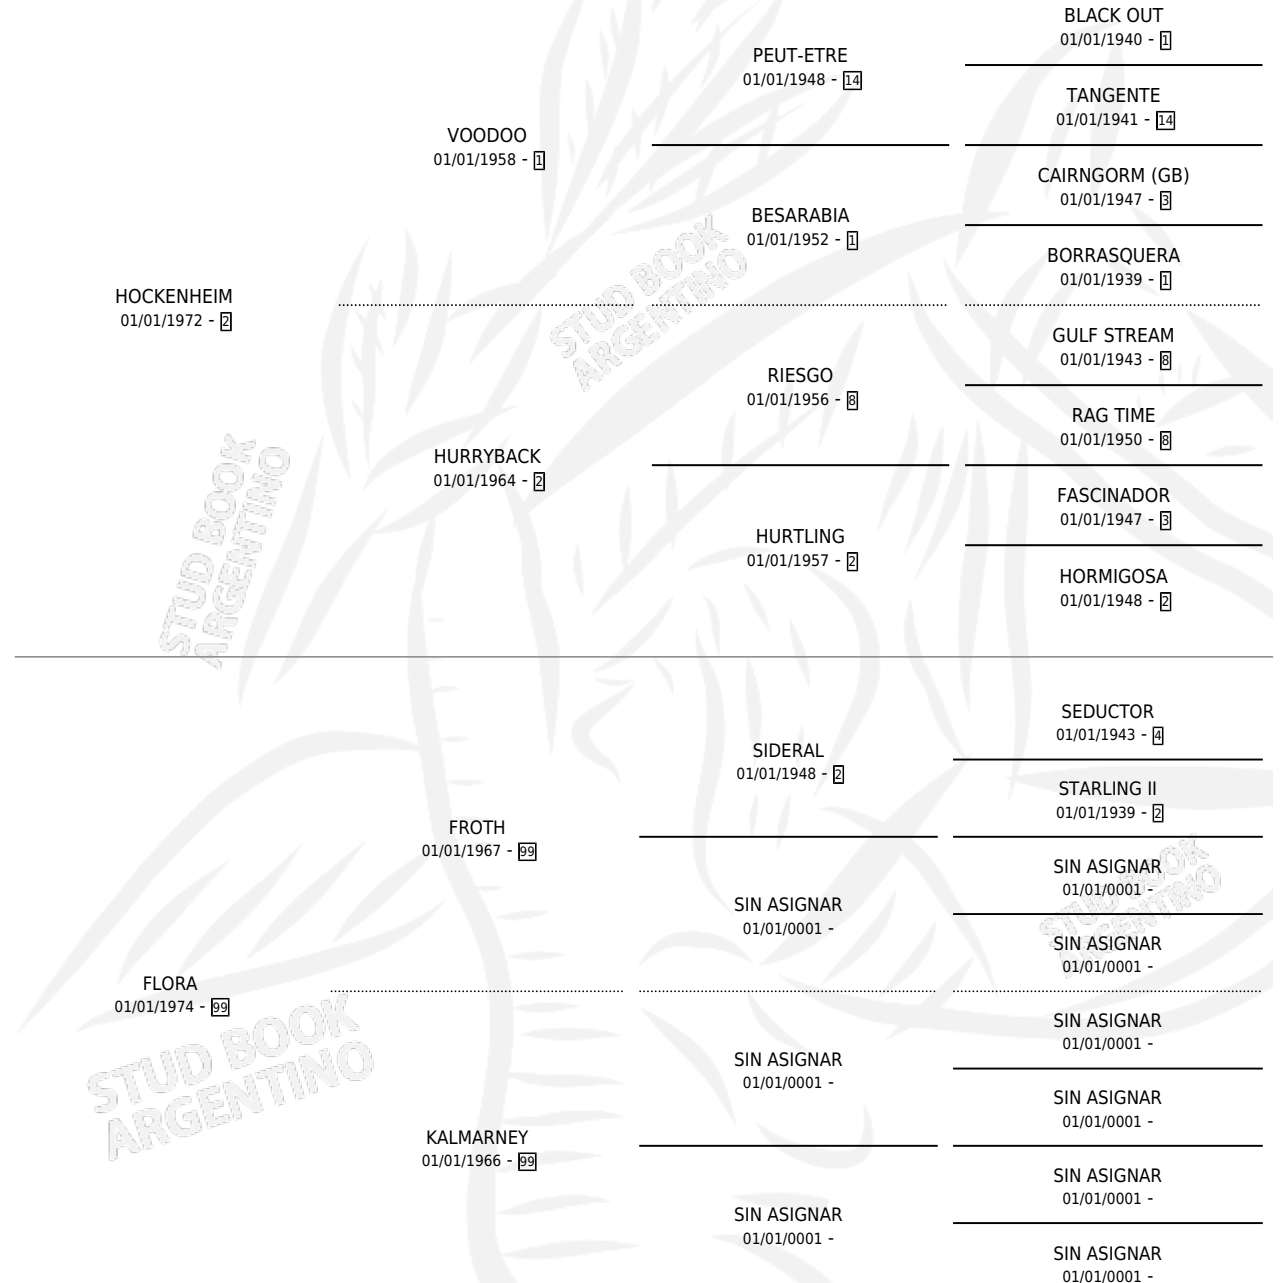 BLACK OUT
01/01/1940 - 1
PEUT-ETRE
01/01/1948 - 14
TANGENTE
01/01/1941 - 14
VOODOO
01/01/1958 - 1
CAIRNGORM (GB)
01/01/1947 - 3
BESARABIA
01/01/1952 - 1
BORRASQUERA
01/01/1939 - 1
HOCKENHEIM
01/01/1972 - 2
GULF STREAM
01/01/1943 - 8
RIESGO
01/01/1956 - 8
RAG TIME
01/01/1950 - 8
HURRYBACK
01/01/1964 - 2
FASCINADOR
01/01/1947 - 3
HURTLING
01/01/1957 - 2
HORMIGOSA
01/01/1948 - 2
STUD BOOK
ARGENTINO
STUD BOOK
ARGENTINO
SEDUCTOR
01/01/1943 - 4
SIDERAL
01/01/1948 - 2
STARLING II
01/01/1939 - 2
FROTH
01/01/1967 - 99
SIN ASIGNAR
01/01/0001 -
SIN ASIGNAR
01/01/0001 -
SIN ASIGNAR
01/01/0001 -
STUD BOOK
ARGENTINO
FLORA
01/01/1974 - 99
SIN ASIGNAR
01/01/0001 -
SIN ASIGNAR
01/01/0001 -
SIN ASIGNAR
01/01/0001 -
KALMARNEY
01/01/1966 - 99
SIN ASIGNAR
01/01/0001 -
SIN ASIGNAR
01/01/0001 -
SIN ASIGNAR
01/01/0001 -
STUD BOOK
ARGENTINO